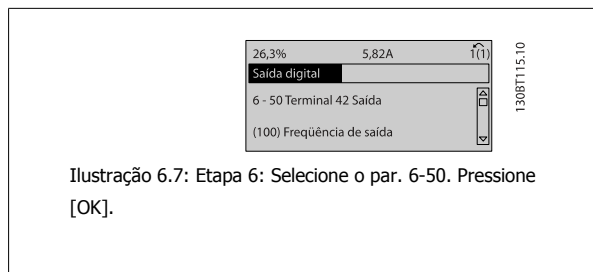 26,3% 5,82A 1(1)
Saída digital
6 - 50 Terminal 42 Saída
(100) Freqüência de saída
130BT115.10
Ilustração 6.7: Etapa 6: Selecione o par. 6-50. Pressione
[OK].